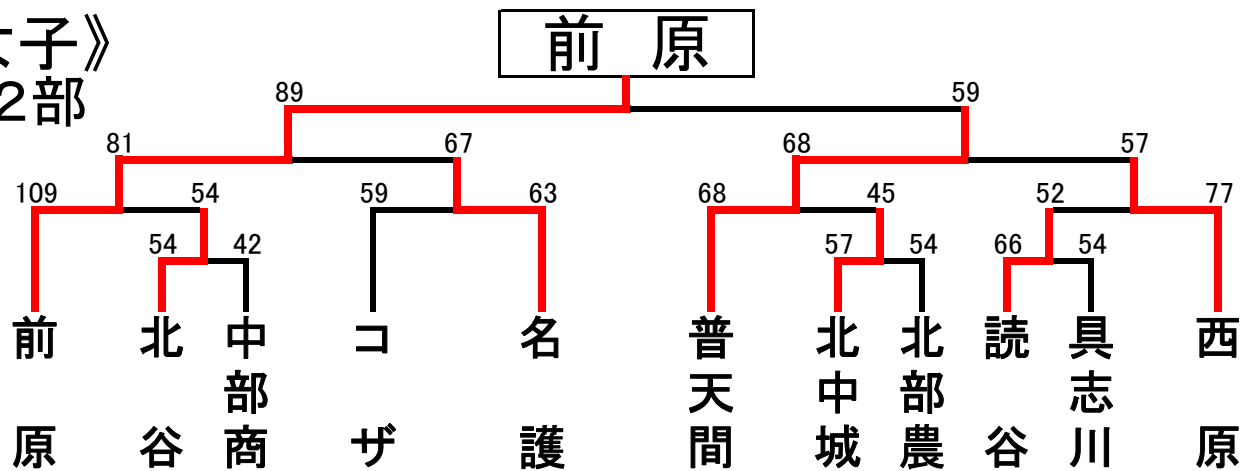 女子》
2部
前原
89 59
81 67 68 57
109 54 59 63 68 45 52 77
54 42 57 54 66 54
前原
北谷
中部商
コザ
名護
普天間
北中城
北部農
読谷
具志川
西原